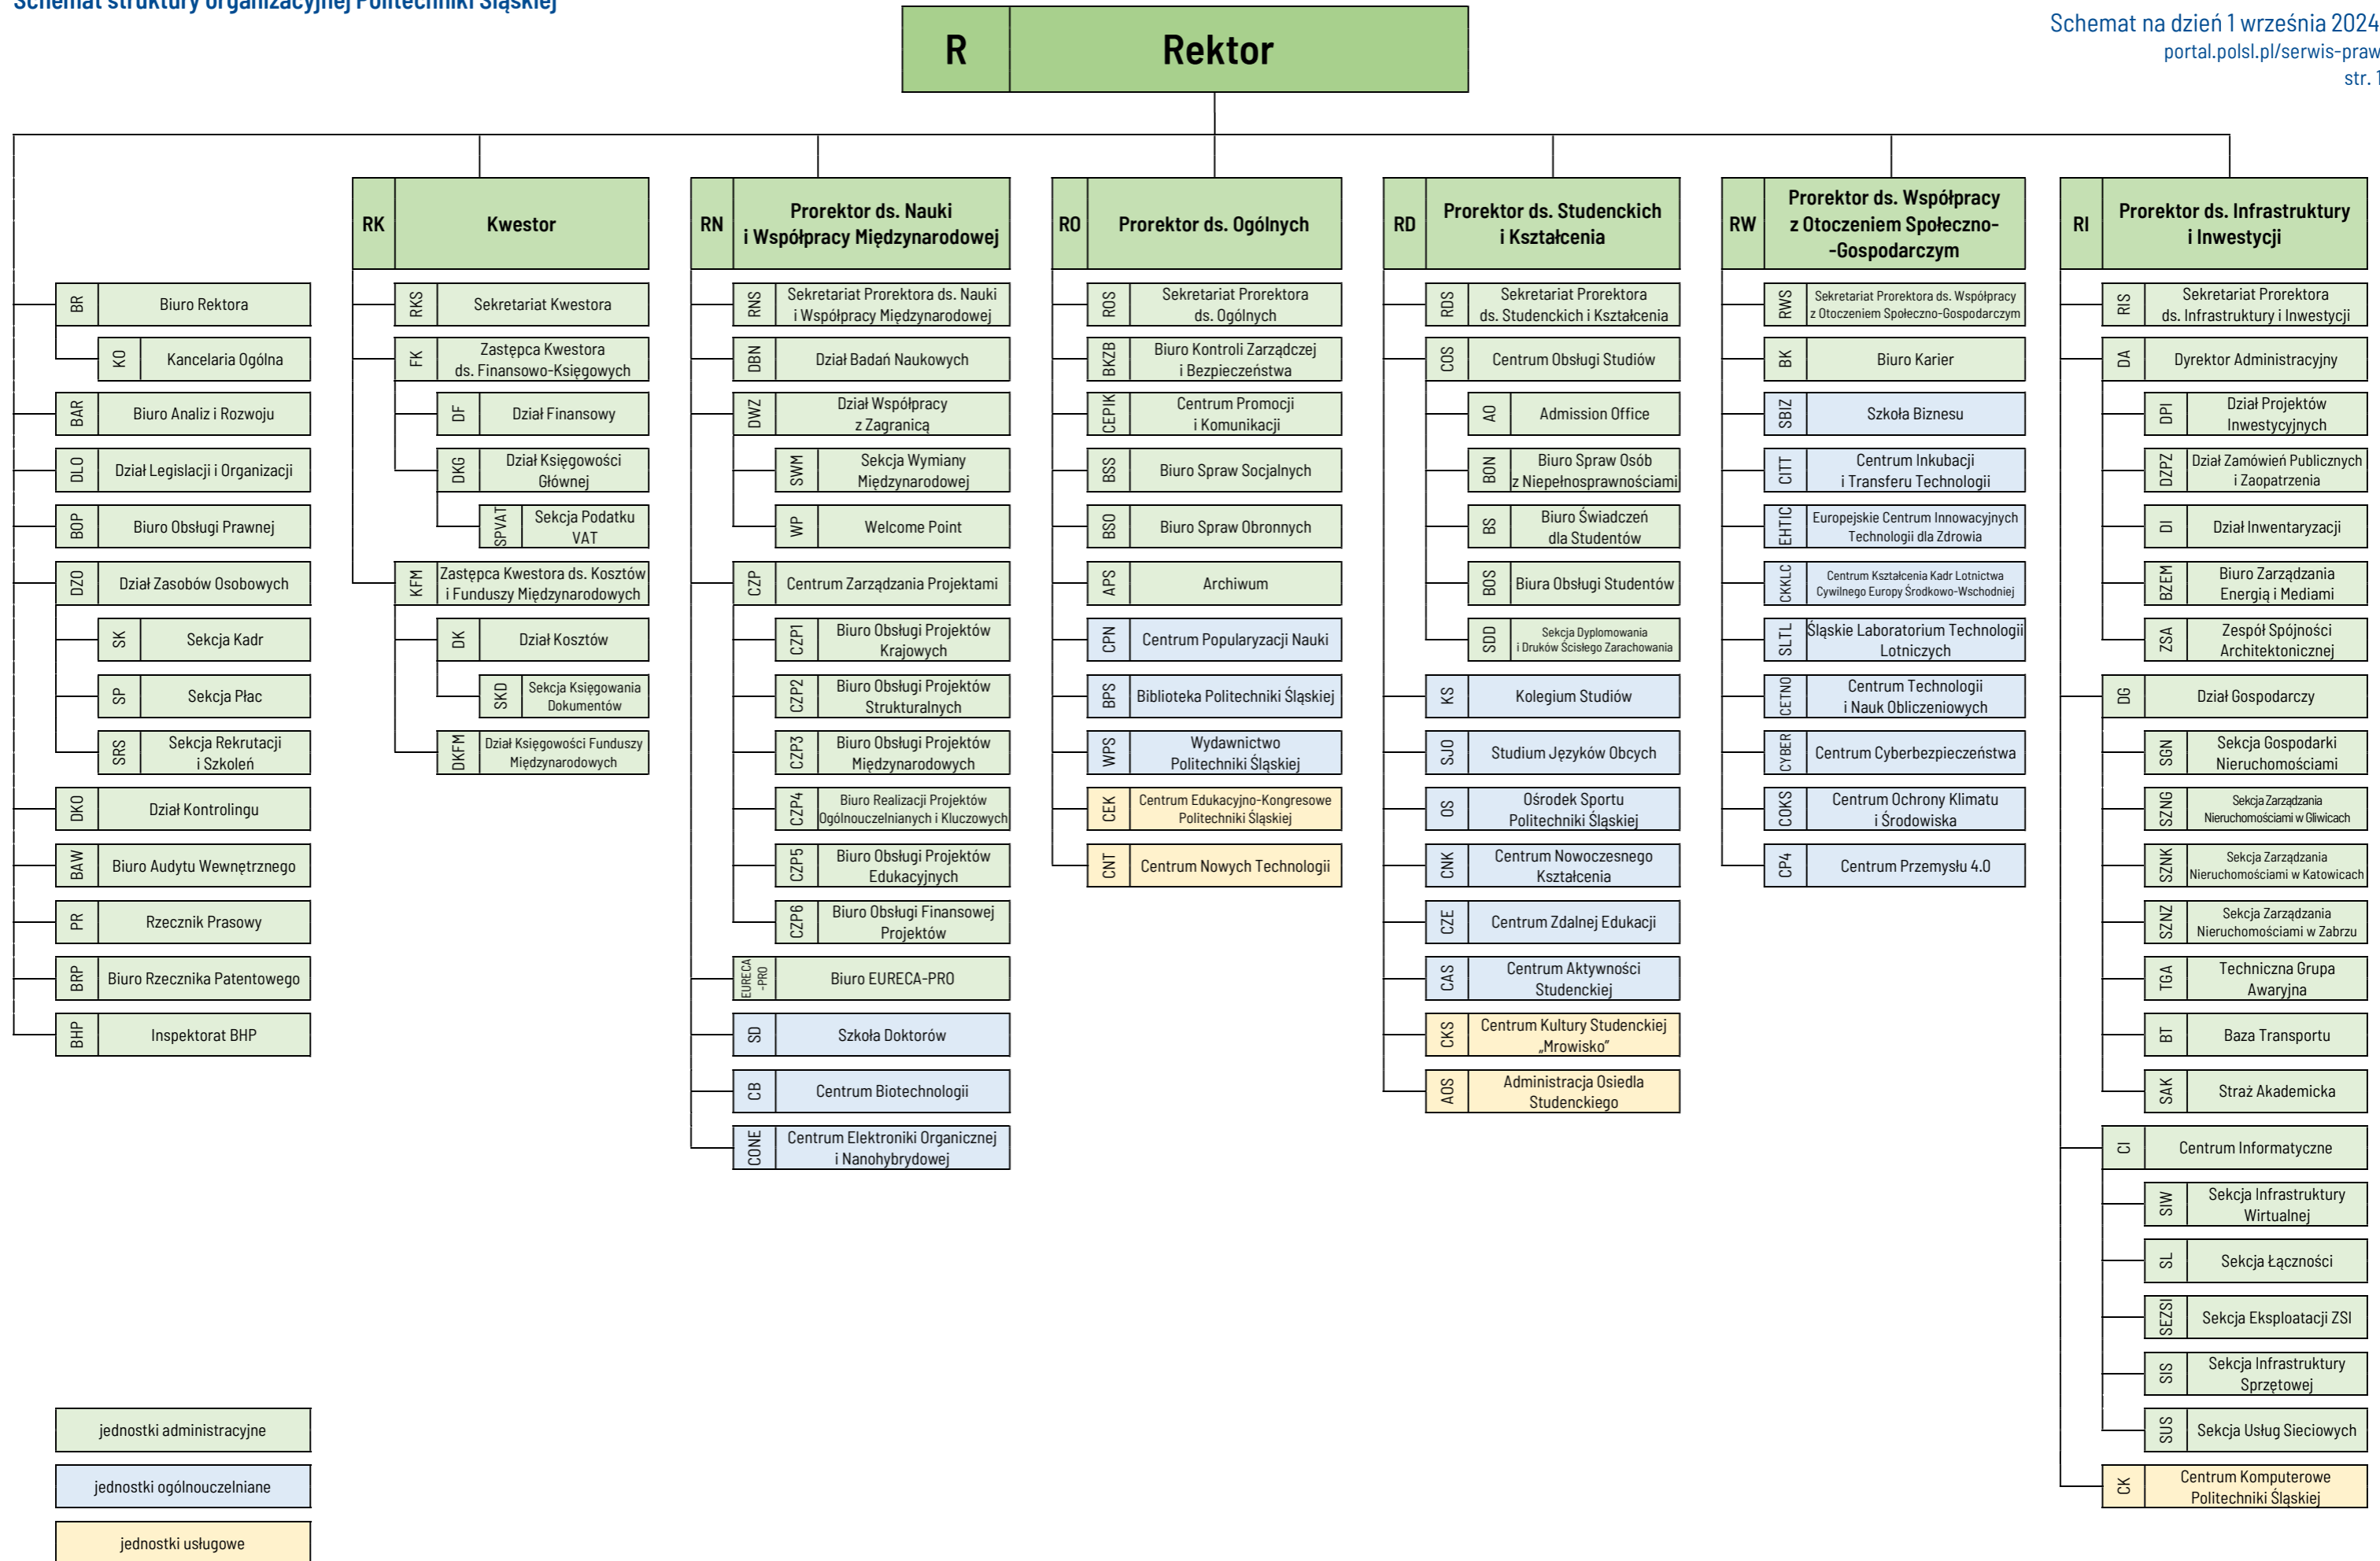 Schemat struktury organizacyjnej Politechniki Śląskiej
Schemat na dzień 1 września 2024
portal.polsl.pl/serwis-praw
str. 1
R
Rektor
BR
Biuro Rektora
KO
Kancelaria Ogólna
BAR
Biuro Analiz i Rozwoju
DLO
Dział Legislacji i Organizacji
BOP
Biuro Obsługi Prawnej
DZO
Dział Zasobów Osobowych
SK
Sekcja Kadr
SP
Sekcja Płac
SRS
Sekcja Rekrutacji
i Szkoleń
DKO
Dział Kontrolingu
BAW
Biuro Audytu Wewnętrznego
PR
Rzecznik Prasowy
BRP
Biuro Rzecznika Patentowego
BHP
Inspektorat BHP
RK
Kwestor
RKS
Sekretariat Kwestora
FK
Zastępca Kwestora
ds. Finansowo-Księgowych
DF
Dział Finansowy
DKG
Dział Księgowości
Głównej
SPVAT
Sekcja Podatku
VAT
KFM
Zastępca Kwestora ds. Kosztów
i Funduszy Międzynarodowych
DK
Dział Kosztów
SKD
Sekcja Księgowania
Dokumentów
DKFM
Dział Księgowości Funduszy
Międzynarodowych
RN
Prorektor ds. Nauki
i Współpracy Międzynarodowej
RNS
Sekretariat Prorektora ds. Nauki
i Współpracy Międzynarodowej
DBN
Dział Badań Naukowych
DWZ
Dział Współpracy
z Zagranicą
SWM
Sekcja Wymiany
Międzynarodowej
WP
Welcome Point
CZP
Centrum Zarządzania Projektami
CZP1
Biuro Obsługi Projektów
Krajowych
CZP2
Biuro Obsługi Projektów
Strukturalnych
CZP3
Biuro Obsługi Projektów
Międzynarodowych
CZP4
Biuro Realizacji Projektów
Ogólnouczelnianych i Kluczowych
CZP5
Biuro Obsługi Projektów
Edukacyjnych
CZP6
Biuro Obsługi Finansowej
Projektów
EURECA
-PRO
Biuro EURECA-PRO
SD
Szkoła Doktorów
CB
Centrum Biotechnologii
CONE
Centrum Elektroniki Organicznej
i Nanohybrydowej
RO
Prorektor ds. Ogólnych
ROS
Sekretariat Prorektora
ds. Ogólnych
BKZB
Biuro Kontroli Zarządczej
i Bezpieczeństwa
CEPIK
Centrum Promocji
i Komunikacji
BSS
Biuro Spraw Socjalnych
BSO
Biuro Spraw Obronnych
APS
Archiwum
CPN
Centrum Popularyzacji Nauki
BPS
Biblioteka Politechniki Śląskiej
WPS
Wydawnictwo
Politechniki Śląskiej
CEK
Centrum Edukacyjno-Kongresowe
Politechniki Śląskiej
CNT
Centrum Nowych Technologii
RD
Prorektor ds. Studenckich
i Kształcenia
RDS
Sekretariat Prorektora
ds. Studenckich i Kształcenia
COS
Centrum Obsługi Studiów
AO
Admission Office
BON
Biuro Spraw Osób
z Niepełnosprawnościami
BS
Biuro Świadczeń
dla Studentów
BOS
Biura Obsługi Studentów
SDD
Sekcja Dyplomowania
i Druków Ścisłego Zarachowania
KS
Kolegium Studiów
SJO
Studium Języków Obcych
OS
Ośrodek Sportu
Politechniki Śląskiej
CNK
Centrum Nowoczesnego
Kształcenia
CZE
Centrum Zdalnej Edukacji
CAS
Centrum Aktywności
Studenckiej
CKS
Centrum Kultury Studenckiej
„Mrowisko”
AOS
Administracja Osiedla
Studenckiego
RW
Prorektor ds. Współpracy
z Otoczeniem Społeczno-
-Gospodarczym
RWS
Sekretariat Prorektora ds. Współpracy
z Otoczeniem Społeczno-Gospodarczym
BK
Biuro Karier
SBIZ
Szkoła Biznesu
CITT
Centrum Inkubacji
i Transferu Technologii
EHTIC
Europejskie Centrum Innowacyjnych
Technologii dla Zdrowia
CKKLC
Centrum Kształcenia Kadr Lotnictwa
Cywilnego Europy Środkowo-Wschodniej
SLTL
Śląskie Laboratorium Technologii
Lotniczych
CETNO
Centrum Technologii
i Nauk Obliczeniowych
CYBER
Centrum Cyberbezpieczeństwa
COKS
Centrum Ochrony Klimatu
i Środowiska
CP4
Centrum Przemysłu 4.0
RI
Prorektor ds. Infrastruktury
i Inwestycji
RIS
Sekretariat Prorektora
ds. Infrastruktury i Inwestycji
DA
Dyrektor Administracyjny
DPI
Dział Projektów
Inwestycyjnych
DZPZ
Dział Zamówień Publicznych
i Zaopatrzenia
DI
Dział Inwentaryzacji
BZEM
Biuro Zarządzania
Energią i Mediami
ZSA
Zespół Spójności
Architektonicznej
DG
Dział Gospodarczy
SGN
Sekcja Gospodarki
Nieruchomościami
SZNG
Sekcja Zarządzania
Nieruchomościami w Gliwicach
SZNK
Sekcja Zarządzania
Nieruchomościami w Katowicach
SZNZ
Sekcja Zarządzania
Nieruchomościami w Zabrzu
TGA
Techniczna Grupa
Awaryjna
BT
Baza Transportu
SAK
Straż Akademicka
CI
Centrum Informatyczne
SIW
Sekcja Infrastruktury
Wirtualnej
SL
Sekcja Łączności
SEZSI
Sekcja Eksploatacji ZSI
SIS
Sekcja Infrastruktury
Sprzętowej
SUS
Sekcja Usług Sieciowych
CK
Centrum Komputerowe
Politechniki Śląskiej
jednostki administracyjne
jednostki ogólnouczelniane
jednostki usługowe